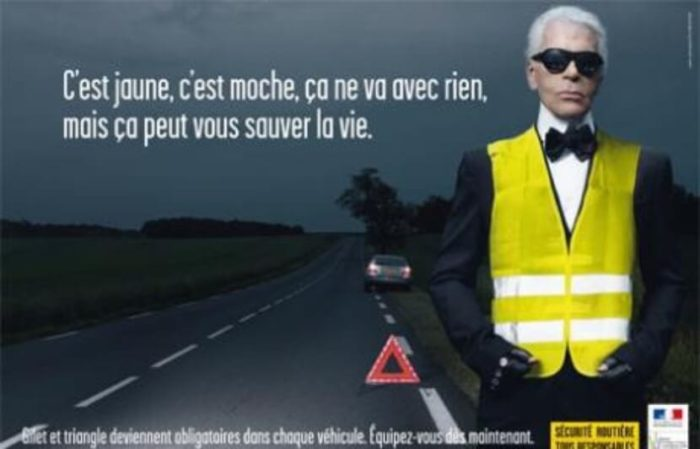 C'est jaune, c'est moche, ça ne va avec rien,
mais ça peut vous sauver la vie.
Gilet et triangle deviennent obligatoires dans chaque véhicule. Équipez-vous dès maintenant.
SÉCURITÉ ROUTIÈRE
TOUS RESPONSABLES